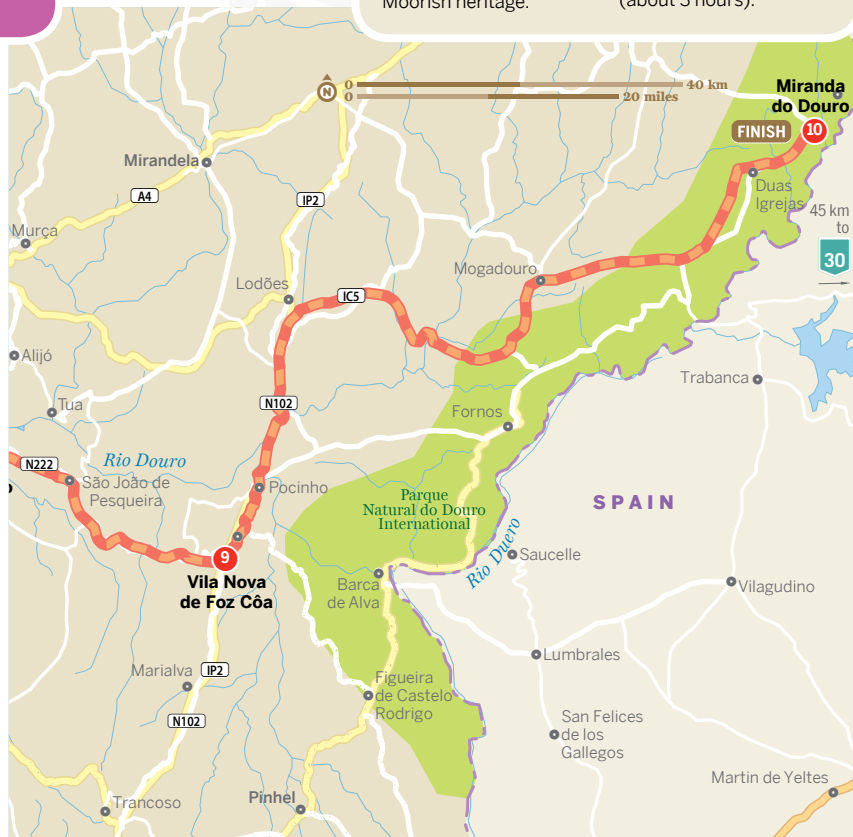 Moorish heritage.
(about 3 hours).
N
0
40 km
0
20 miles
Miranda
do Douro
FINISH
10
Mirandela
A4
IP2
Duas
Igrejas
45 km
to
30
Murça
Mogadouro
Lodões
IC5
Alijó
Trabanca
Tua
N102
Fornos
Rio Douro
N222
São João de
Pesqueira
Pocinho
Parque
Natural do Douro
International
SPAIN
Rio Duero
9
Vila Nova
de Foz Côa
Saucelle
Barca
de Alva
Vilagudino
Lumbrales
Marialva
IP2
Figueira
de Castelo
Rodrigo
N102
San Felices
de los
Gallegos
Martin de Yeltes
Trancoso
Pinhel